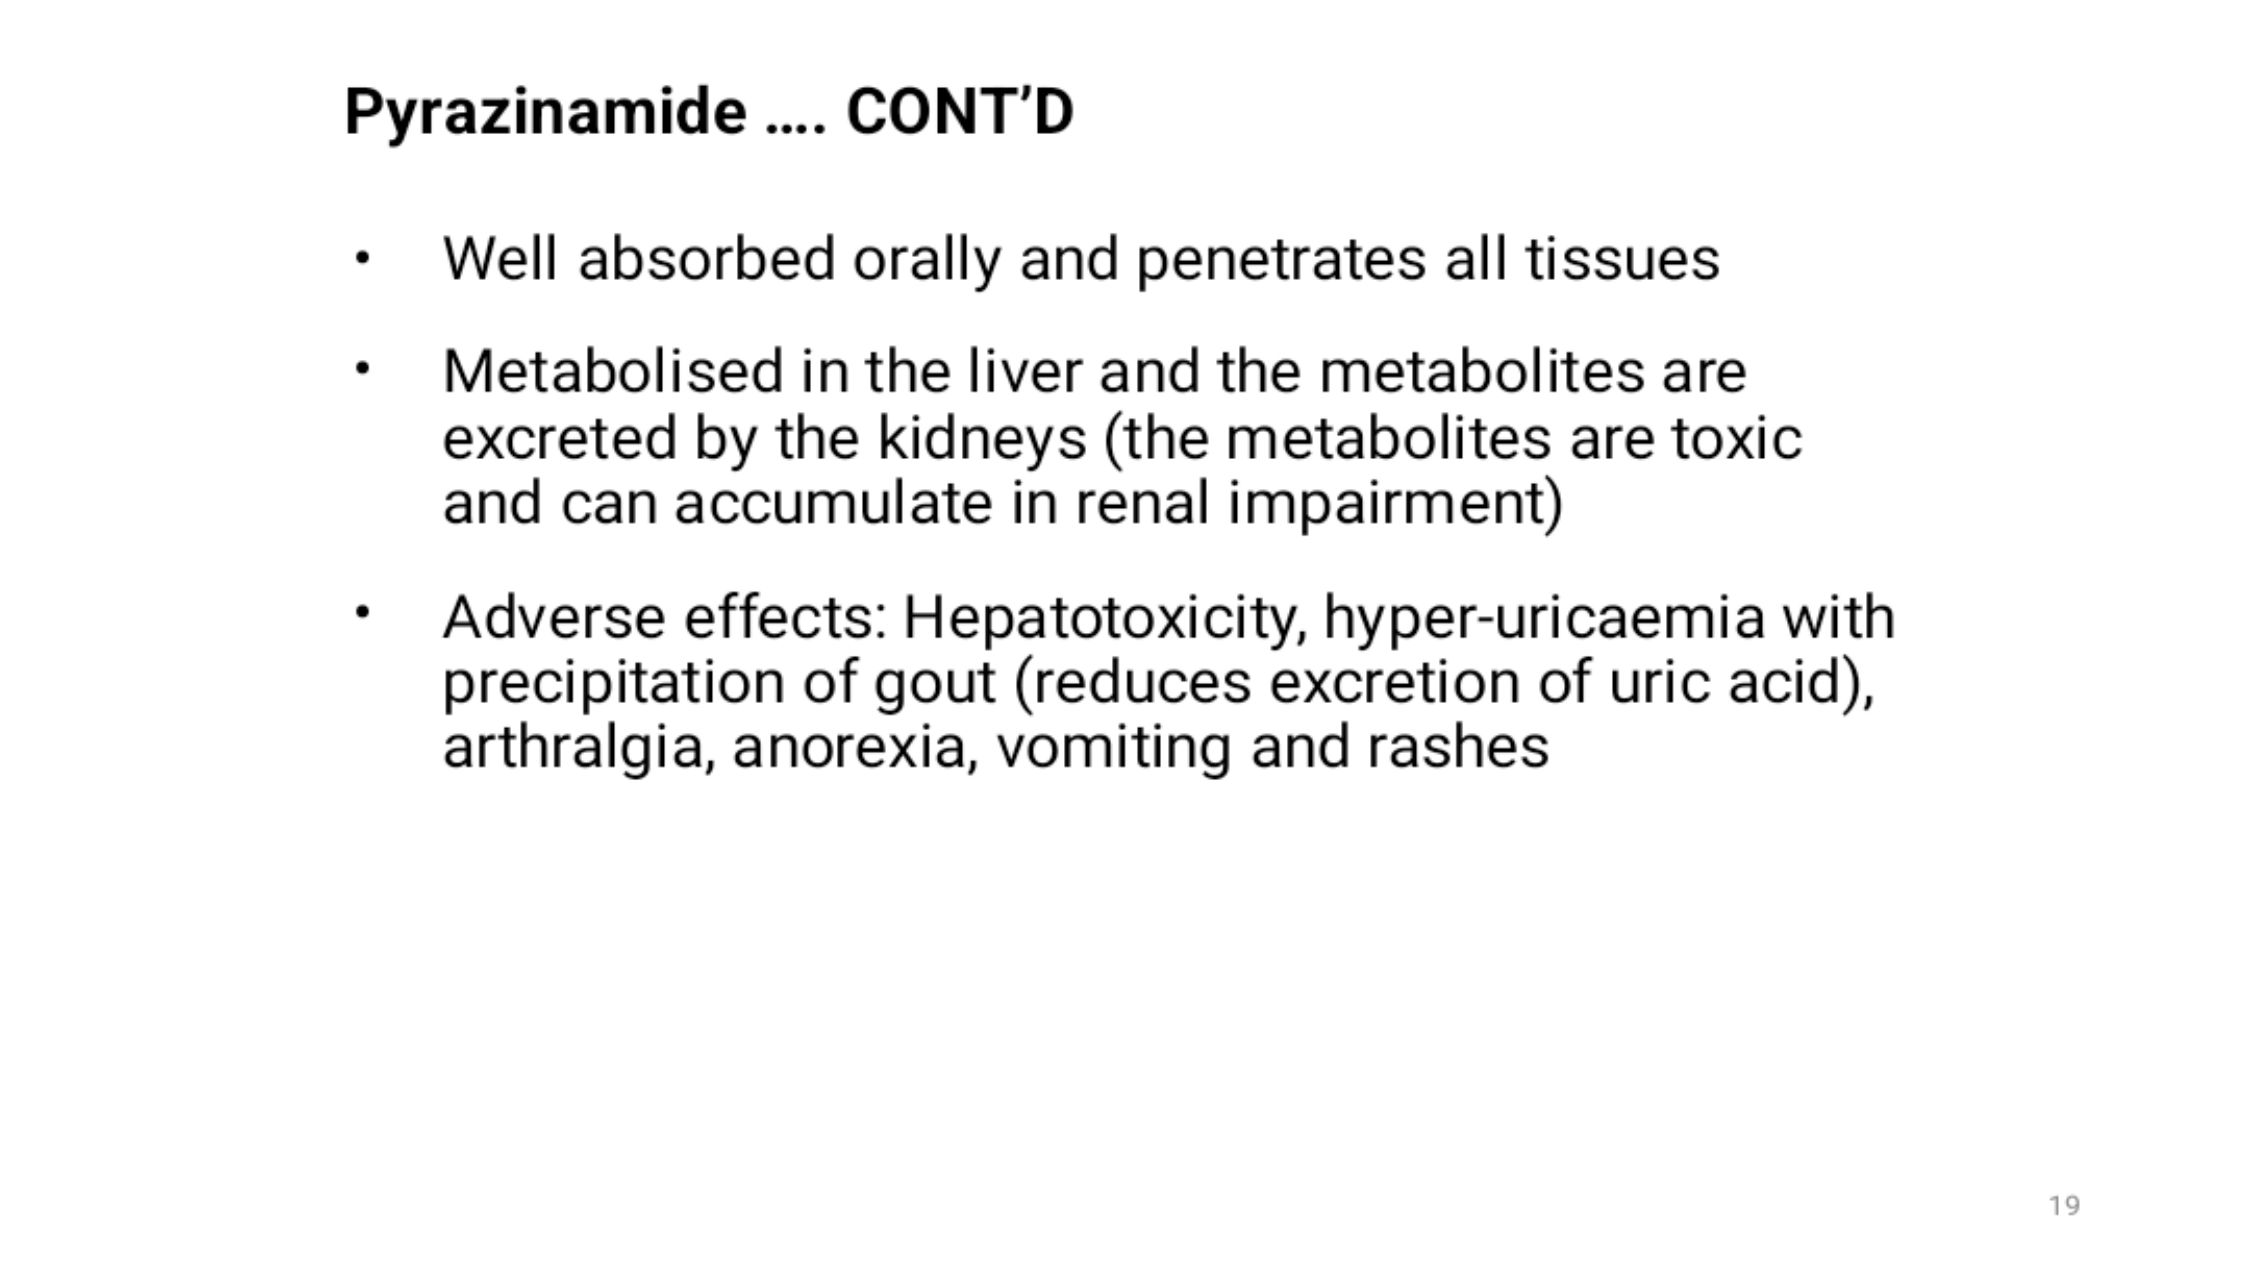 Pyrazinamide .... CONT’D
• Well absorbed orally and penetrates all tissues
• Metabolised in the liver and the metabolites are
excreted by the kidneys (the metabolites are toxic
and can accumulate in renal impairment)
• Adverse effects: Hepatotoxicity, hyper-uricaemia with
precipitation of gout (reduces excretion of uric acid),
arthralgia, anorexia, vomiting and rashes
19